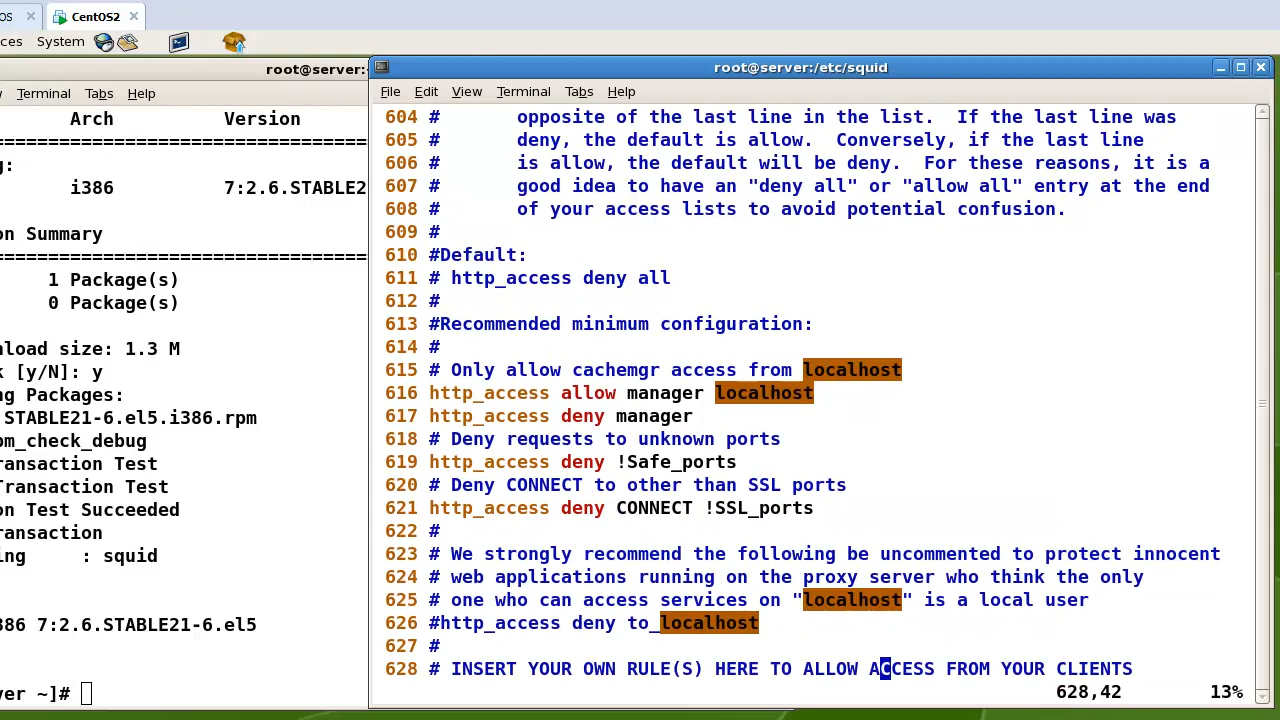 OS
CentOS2
ces System
root@server:
Terminal Tabs Help
Arch Version
g:
i386 7:2.6.STABLE2
on Summary
1 Package(s)
0 Package(s)
nload size: 1.3 M
k [y/N]: y
ng Packages:
STABLE21-6.el5.i386.rpm
pm_check_debug
ransaction Test
Transaction Test
on Test Succeeded
ransaction
ing : squid
386 7:2.6.STABLE21-6.el5
ver ~]#
root@server:/etc/squid
File Edit View Terminal Tabs Help
604 # opposite of the last line in the list. If the last line was
605 # deny, the default is allow. Conversely, if the last line
606 # is allow, the default will be deny. For these reasons, it is a
607 # good idea to have an "deny all" or "allow all" entry at the end
608 # of your access lists to avoid potential confusion.
609 #
610 #Default:
611 # http_access deny all
612 #
613 #Recommended minimum configuration:
614 #
615 # Only allow cachemgr access from localhost
616 http_access allow manager localhost
617 http_access deny manager
618 # Deny requests to unknown ports
619 http_access deny !Safe_ports
620 # Deny CONNECT to other than SSL ports
621 http_access deny CONNECT !SSL_ports
622 #
623 # We strongly recommend the following be uncommented to protect innocent
624 # web applications running on the proxy server who think the only
625 # one who can access services on "localhost" is a local user
626 #http_access deny to_localhost
627 #
628 # INSERT YOUR OWN RULE(S) HERE TO ALLOW ACCESS FROM YOUR CLIENTS
628,42 13%